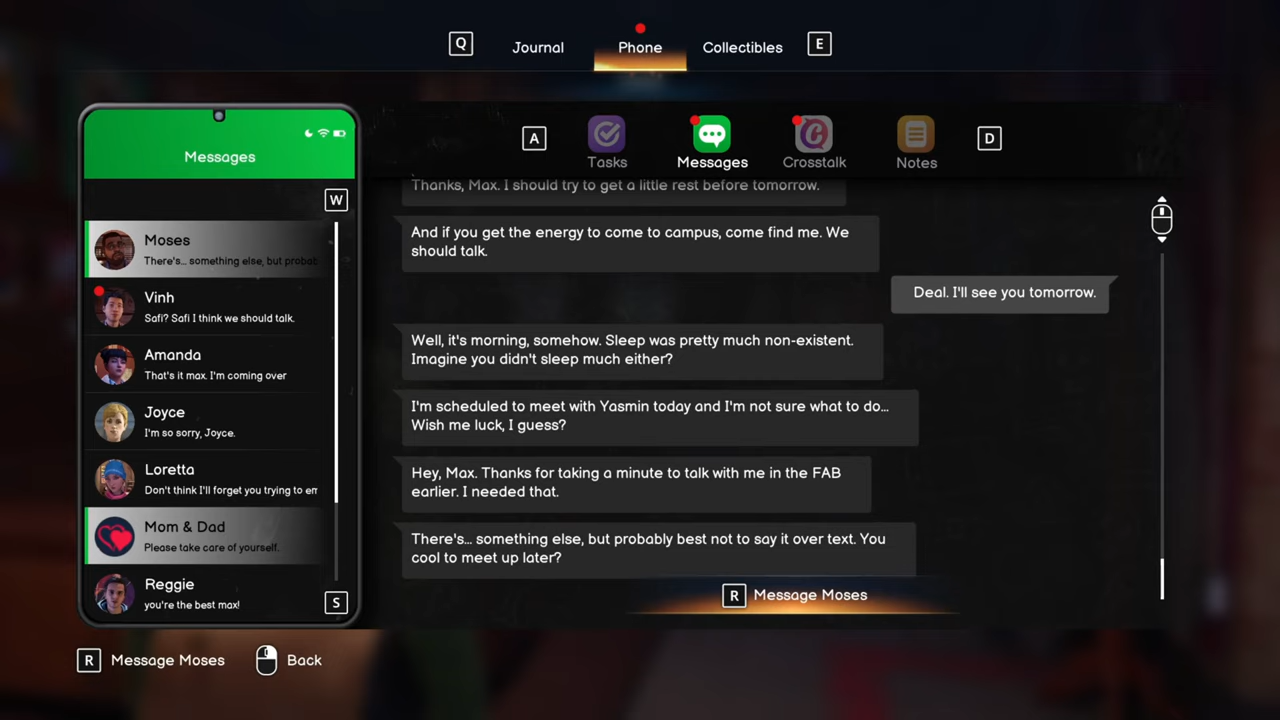 Q
Journal
Phone
Collectibles
E
Messages
W
Moses
There's... something else, but probat
Vinh
Safi? Safi I think we should talk.
Amanda
That's it max. I'm coming over
Joyce
I'm so sorry, Joyce.
Loretta
Don't think I'll forget you trying to em
Mom & Dad
Please take care of yourself.
Reggie
you're the best max!
S
A
Tasks
Messages
Crosstalk
Notes
D
Thanks, Max. I should try to get a little rest before tomorrow.
And if you get the energy to come to campus, come find me. We
should talk.
Deal. I'll see you tomorrow.
Well, it's morning, somehow. Sleep was pretty much non-existent.
Imagine you didn't sleep much either?
I'm scheduled to meet with Yasmin today and I'm not sure what to do...
Wish me luck, I guess?
Hey, Max. Thanks for taking a minute to talk with me in the FAB
earlier. I needed that.
There's... something else, but probably best not to say it over text. You
cool to meet up later?
R Message Moses
R Message Moses
Back